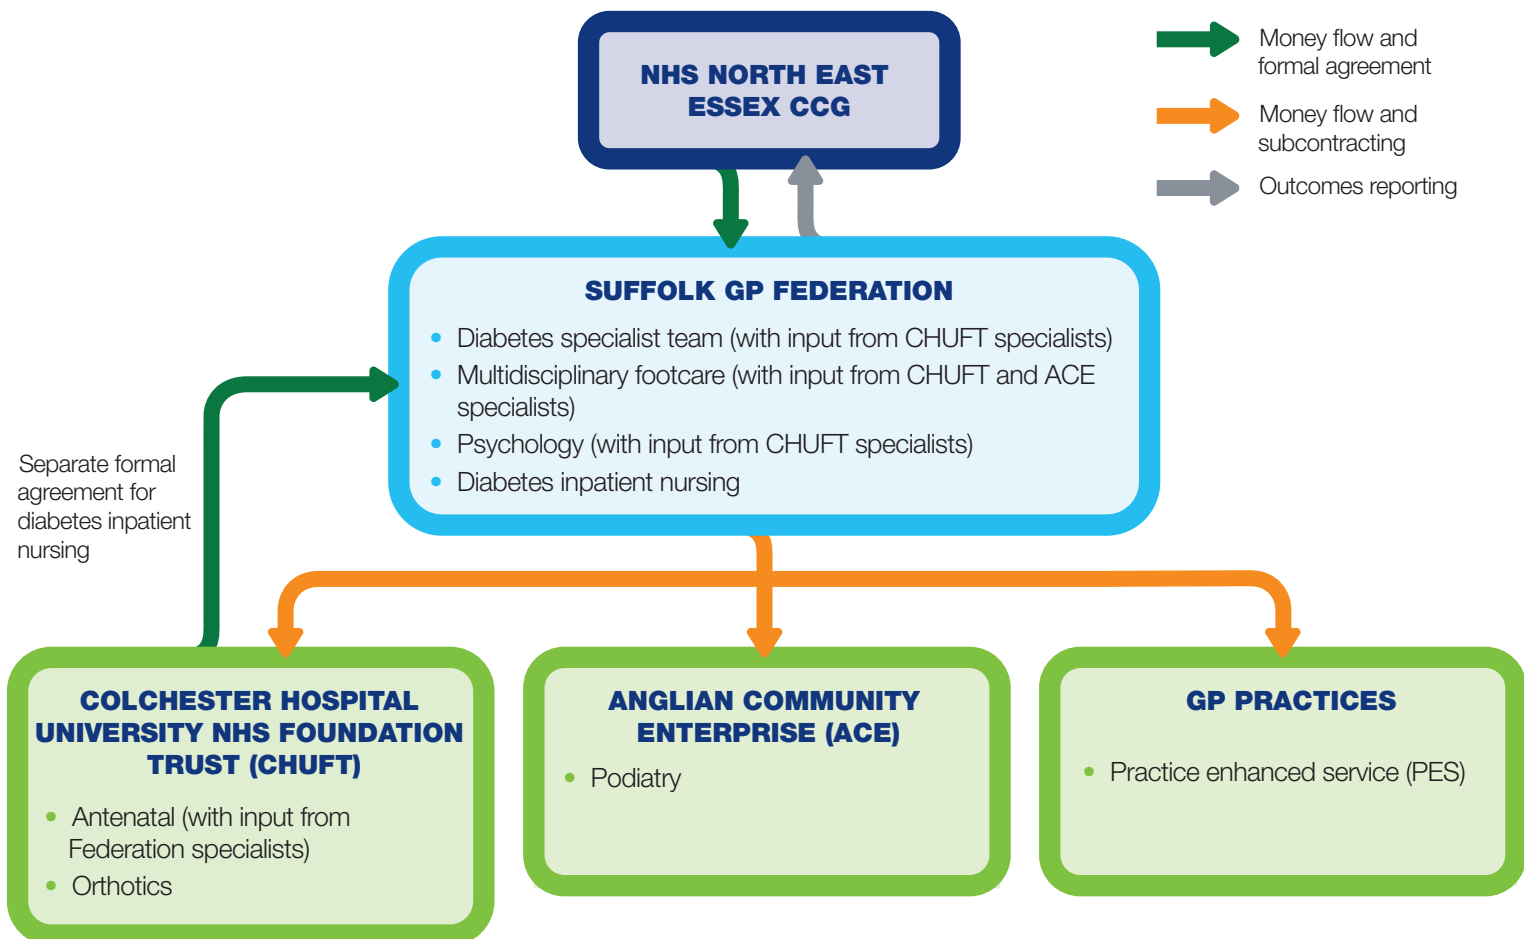 NHS NORTH EAST
ESSEX CCG
Money flow and
formal agreement
Money flow and
subcontracting
Outcomes reporting
SUFFOLK GP FEDERATION
• Diabetes specialist team (with input from CHUFT specialists)
• Multidisciplinary footcare (with input from CHUFT and ACE
specialists)
• Psychology (with input from CHUFT specialists)
• Diabetes inpatient nursing
Separate formal
agreement for
diabetes inpatient
nursing
COLCHESTER HOSPITAL
UNIVERSITY NHS FOUNDATION
TRUST (CHUFT)
• Antenatal (with input from
Federation specialists)
• Orthotics
ANGLIAN COMMUNITY
ENTERPRISE (ACE)
• Podiatry
GP PRACTICES
• Practice enhanced service (PES)